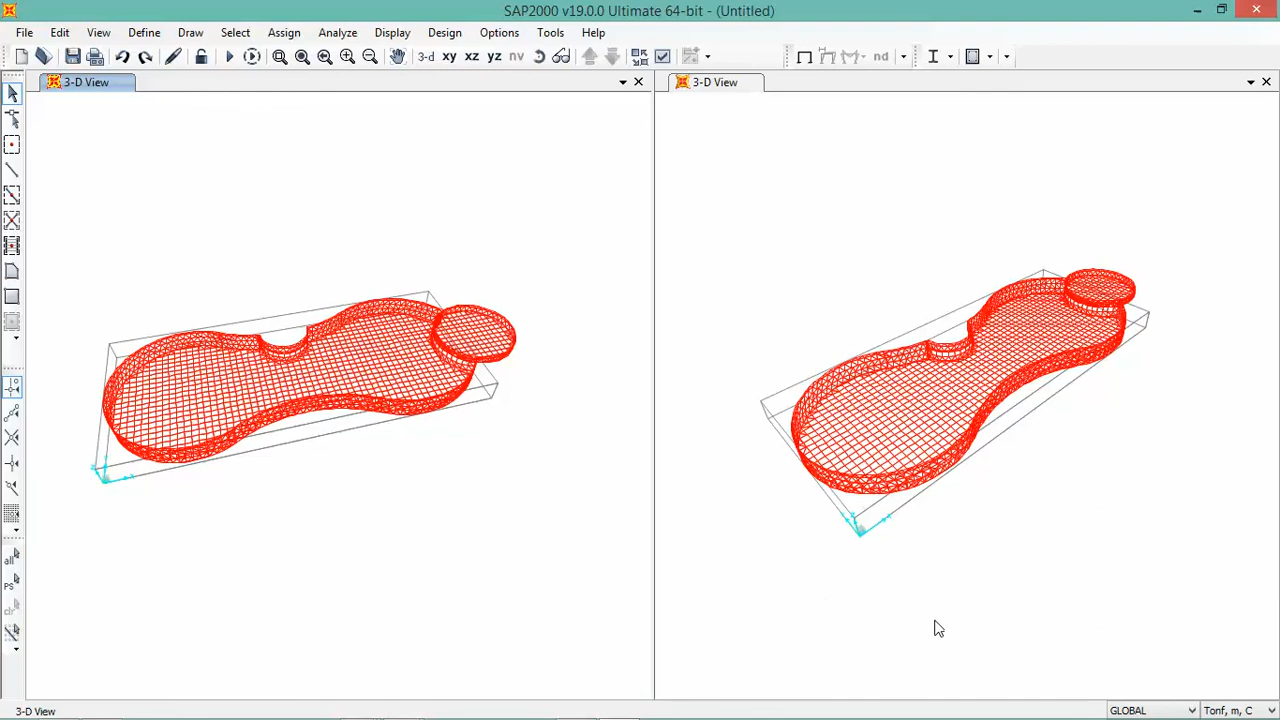 SAP2000 v19.0.0 Ultimate 64-bit - (Untitled)
File Edit View Define Draw Select Assign Analyze Display Design Options Tools Help
3-d xy xz yz nd
3-D View
3-D View
all
PS
clr
3-D View
GLOBAL
Tonf, m, C